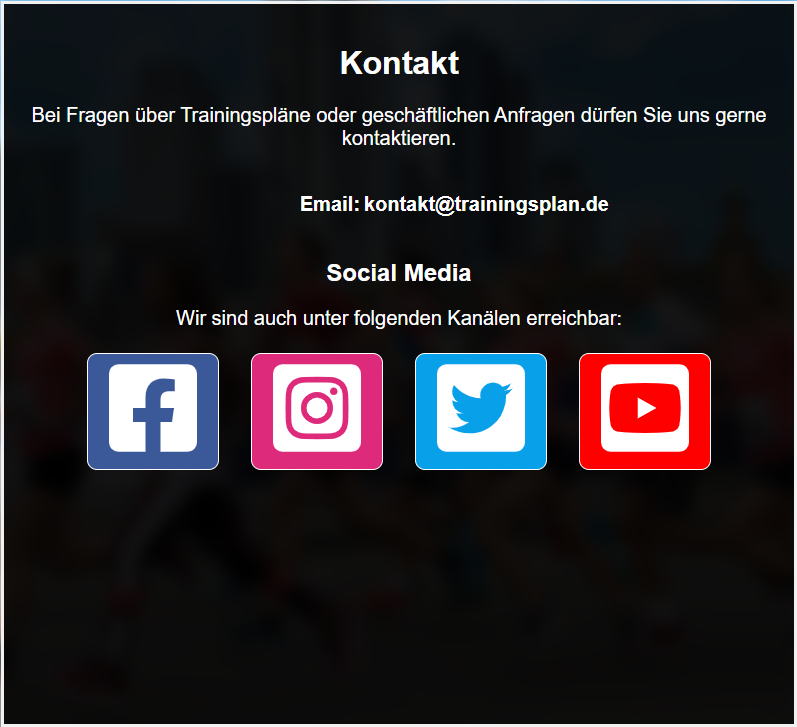 Kontakt
Bei Fragen über Trainingspläne oder geschäftlichen Anfragen dürfen Sie uns gerne
kontaktieren.
Email: kontakt@trainingsplan.de
Social Media
Wir sind auch unter folgenden Kanälen erreichbar: